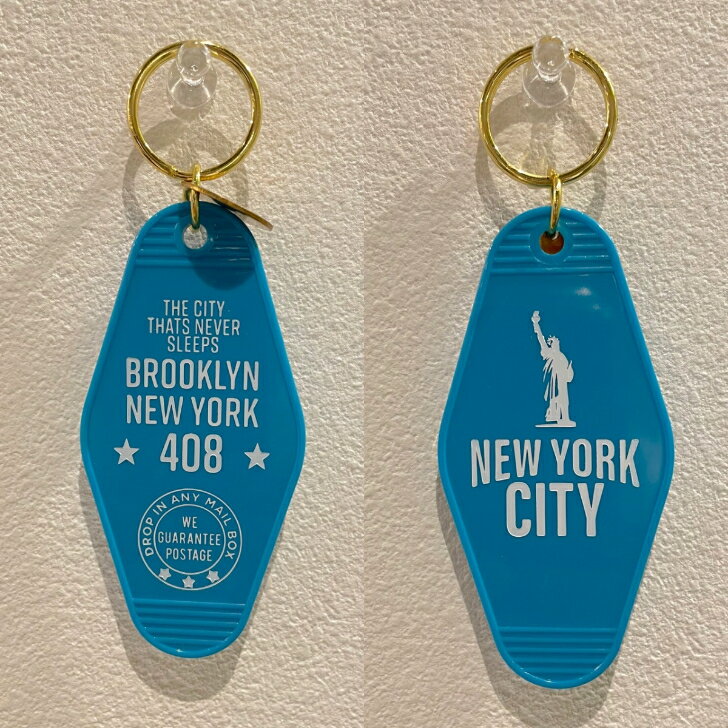 THE CITY
THATS NEVER
SLEEPS
BROOKLYN
NEW YORK
408
DROP IN ANY MAIL BOX
WE
GUARANTEE
POSTAGE
NEW YORK
CITY